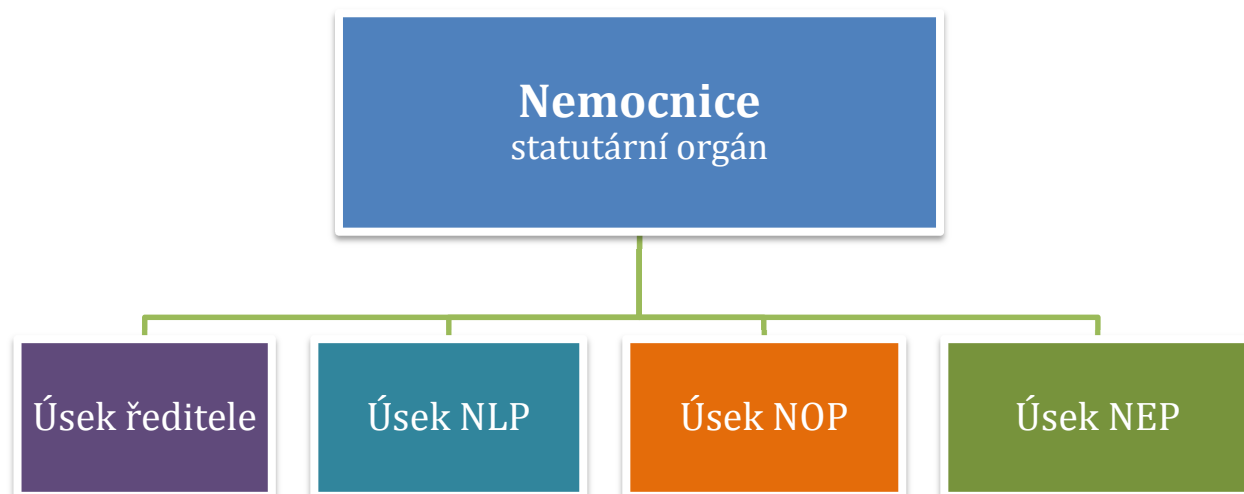 Nemocnice
statutární orgán
Úsek ředitele
Úsek NLP
Úsek NOP
Úsek NEP